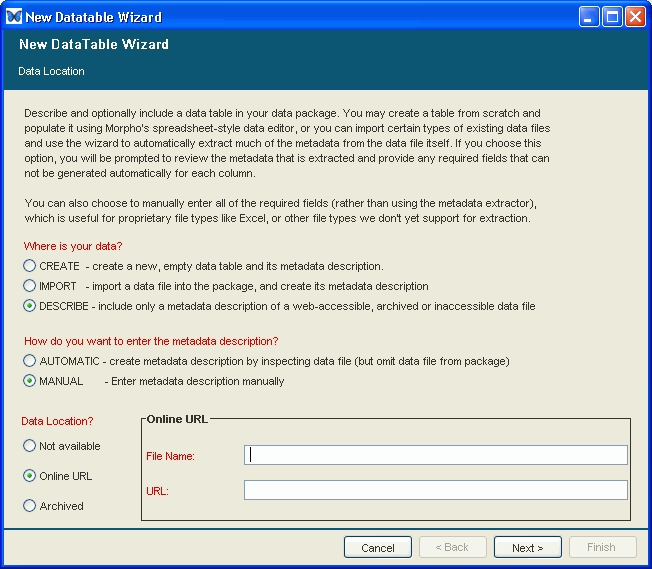 New Datatable Wizard
New DataTable Wizard
Data Location
Describe and optionally include a data table in your data package. You may create a table from scratch and
populate it using Morpho's spreadsheet-style data editor, or you can import certain types of existing data files
and use the wizard to automatically extract much of the metadata from the data file itself. If you choose this
option, you will be prompted to review the metadata that is extracted and provide any required fields that can
not be generated automatically for each column.
You can also choose to manually enter all of the required fields (rather than using the metadata extractor),
which is useful for proprietary file types like Excel, or other file types we don't yet support for extraction.
Where is your data?
CREATE - create a new, empty data table and its metadata description.
IMPORT - import a data file into the package, and create its metadata description
DESCRIBE - include only a metadata description of a web-accessible, archived or inaccessible data file
How do you want to enter the metadata description?
AUTOMATIC - create metadata description by inspecting data file (but omit data file from package)
MANUAL - Enter metadata description manually
Data Location?
Not available
Online URL
Archived
Online URL
File Name:
URL:
Cancel < Back Next > Finish